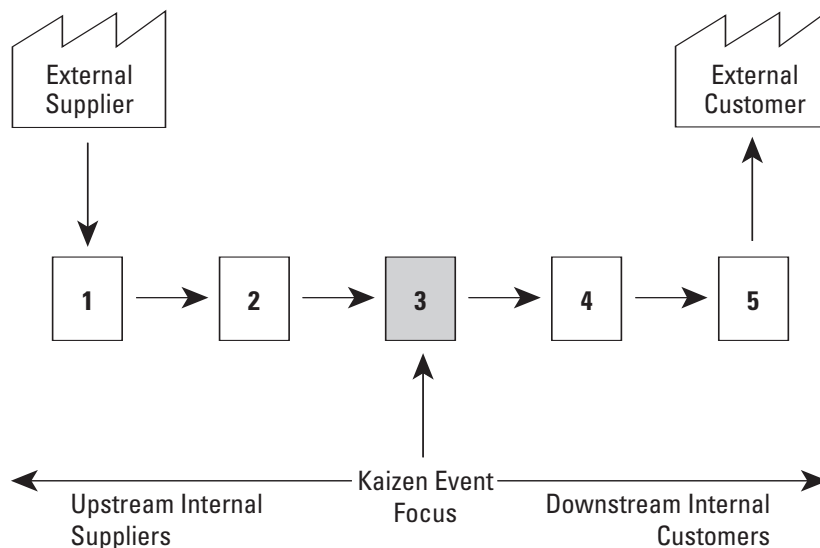 External
Supplier
External
Customer
1
2
3
4
5
Kaizen Event
Focus
Upstream Internal
Suppliers
Downstream Internal
Customers